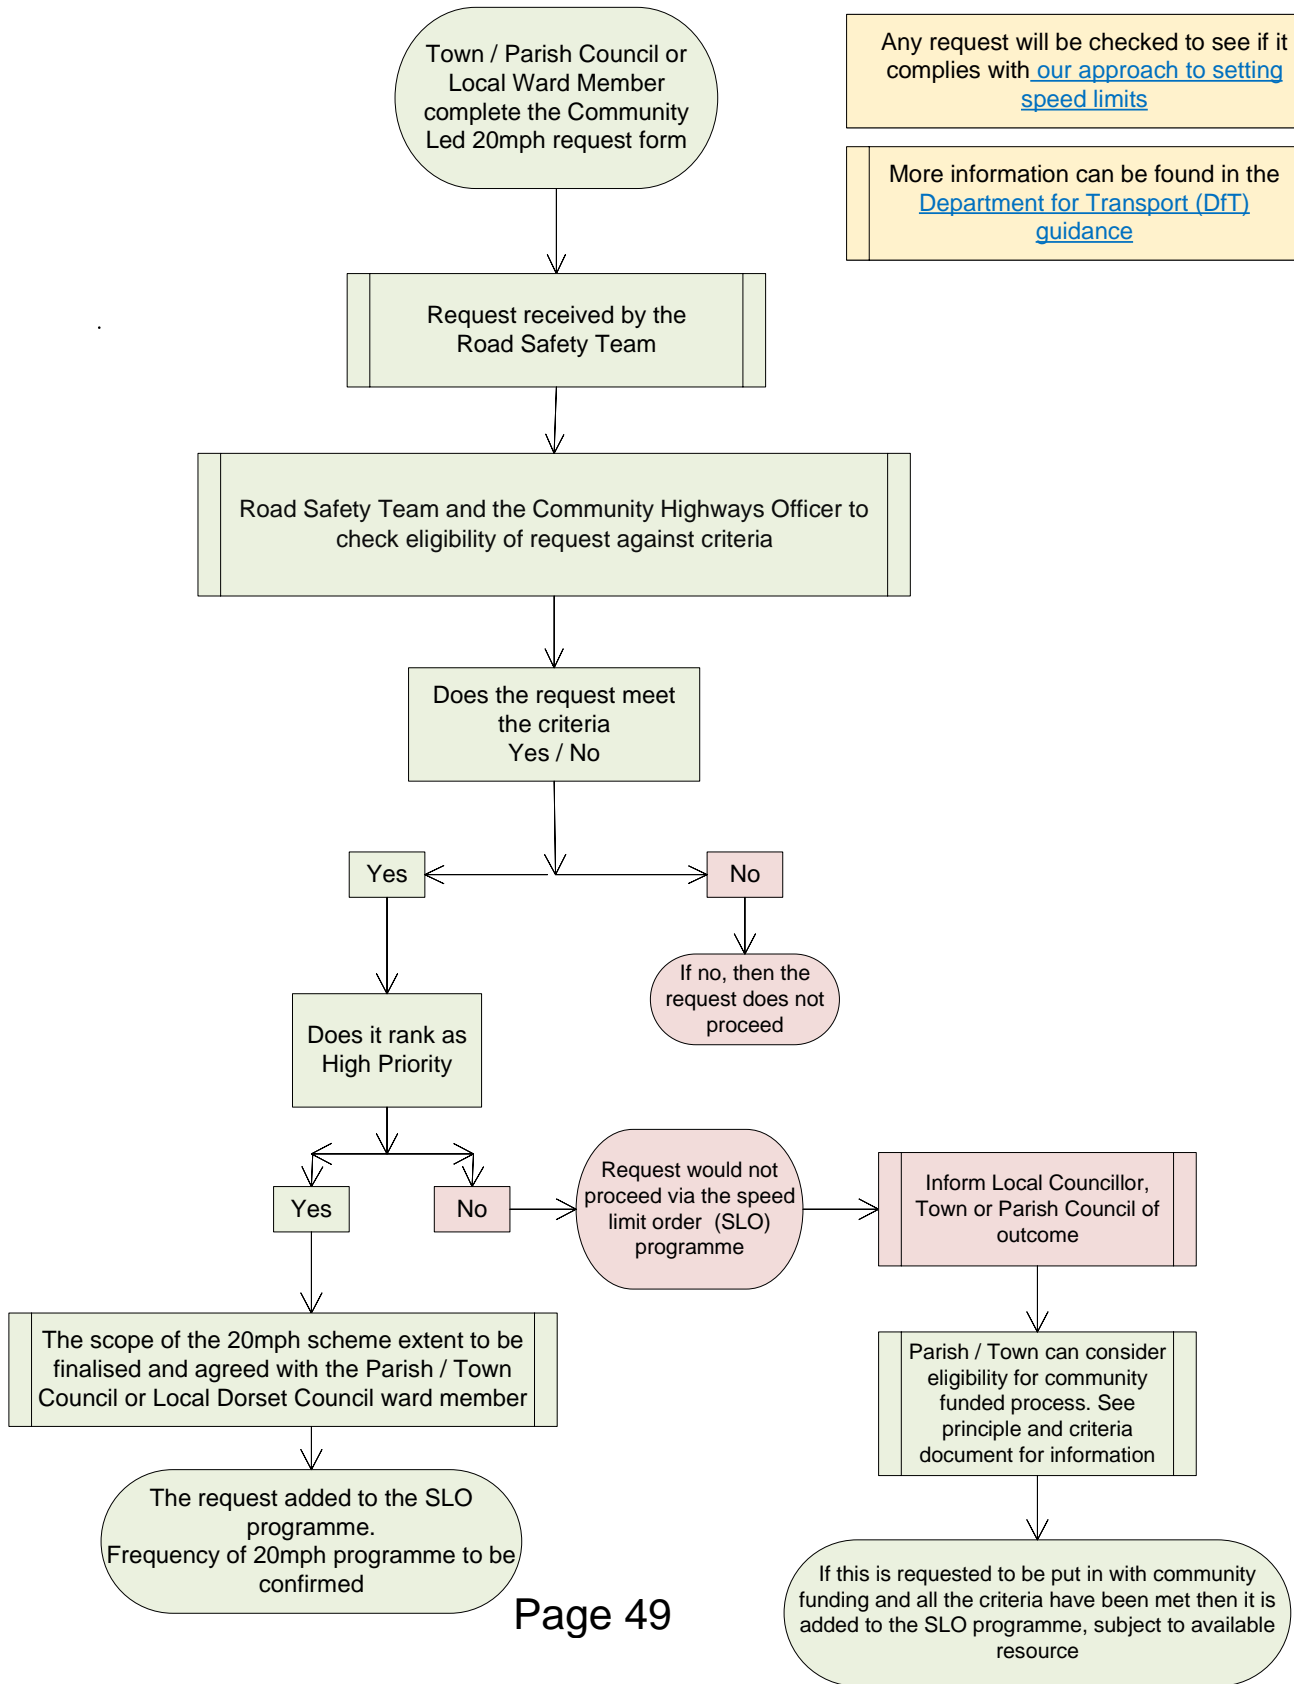 Town / Parish Council or
Local Ward Member
complete the Community
Led 20mph request form
Any request will be checked to see if it
complies with our approach to setting
speed limits
More information can be found in the
Department for Transport (DfT)
guidance
Request received by the
Road Safety Team
Road Safety Team and the Community Highways Officer to
check eligibility of request against criteria
Does the request meet
the criteria
Yes / No
Yes
No
If no, then the
request does not
proceed
Does it rank as
High Priority
Yes
No
Request would not
proceed via the speed
limit order (SLO)
programme
Inform Local Councillor,
Town or Parish Council of
outcome
The scope of the 20mph scheme extent to be
finalised and agreed with the Parish / Town
Council or Local Dorset Council ward member
Parish / Town can consider
eligibility for community
funded process. See
principle and criteria
document for information
The request added to the SLO
programme.
Frequency of 20mph programme to be
confirmed
If this is requested to be put in with community
funding and all the criteria have been met then it is
added to the SLO programme, subject to available
resource
Page 49